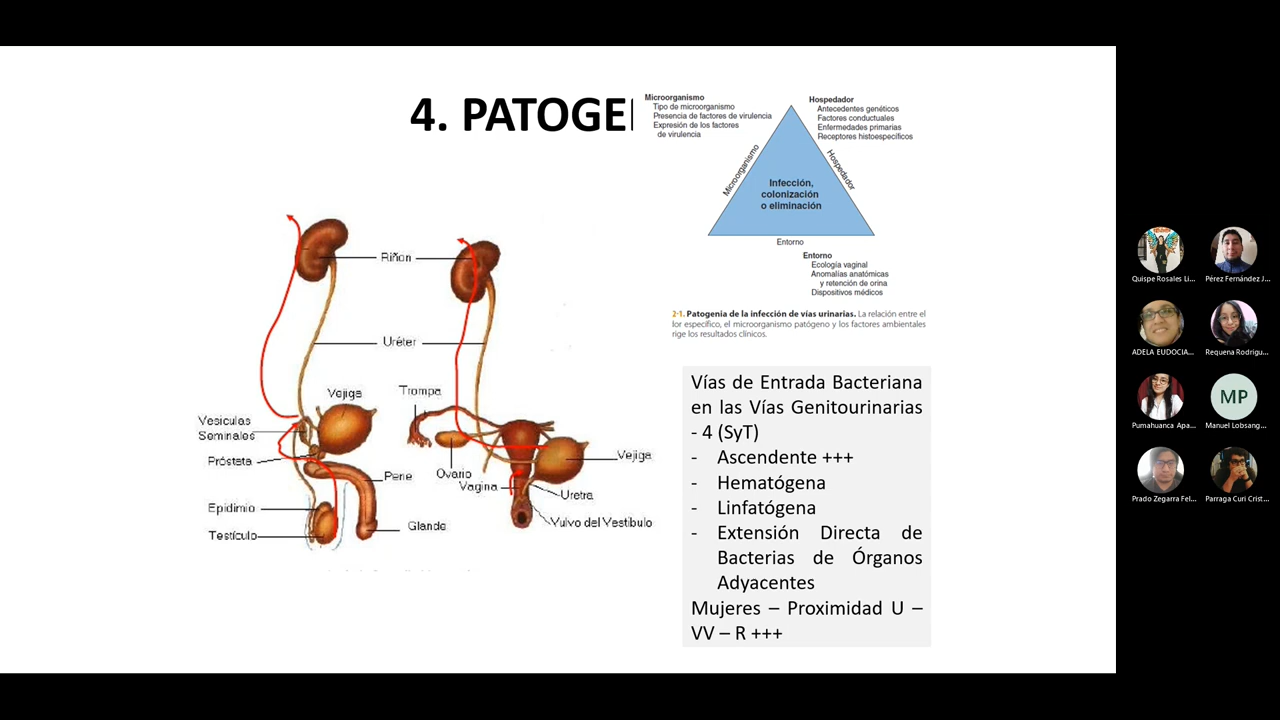 4. PATOGE
Microorganismo
Tipo de microorganismo
Presencia de factores de virulencia
Expresión de los factores
de virulencia
Hospedador
Antecedentes genéticos
Factores conductuales
Enfermedades primarias
Receptores histoespecíficos
Microorganismo
Hospedador
Infección,
colonización
o eliminación
Entorno
Entorno
Ecología vaginal
Anomalías anatómicas
y retención de orina
Dispositivos médicos
2-1. Patogenia de la infección de vías urinarias. La relación entre el
lor específico, el microorganismo patógeno y los factores ambientales
rige los resultados clínicos.
Riñon
Uréter
Vejiga
Trompa
Vesiculas
Seminales
Prósteta
Pene
Ovario
Vagina
Vejiga
Uretra
Vulvo del Vestíbulo
Epidimio
Glande
Testículo
Vías de Entrada Bacteriana
en las Vías Genitourinarias
- 4 (SyT)
- Ascendente +++
- Hematógena
- Linfatógena
- Extensión Directa de
Bacterias de Órganos
Adyacentes
Mujeres – Proximidad U –
VV – R +++
Quispe Rosales Li...
Pérez Fernández J...
ADELA EUDOCIA...
Requena Rodrigu...
Pumahuanca Apa...
MP
Manuel Lobsang...
Prado Zegarra Fel...
Parraga Curi Crist...